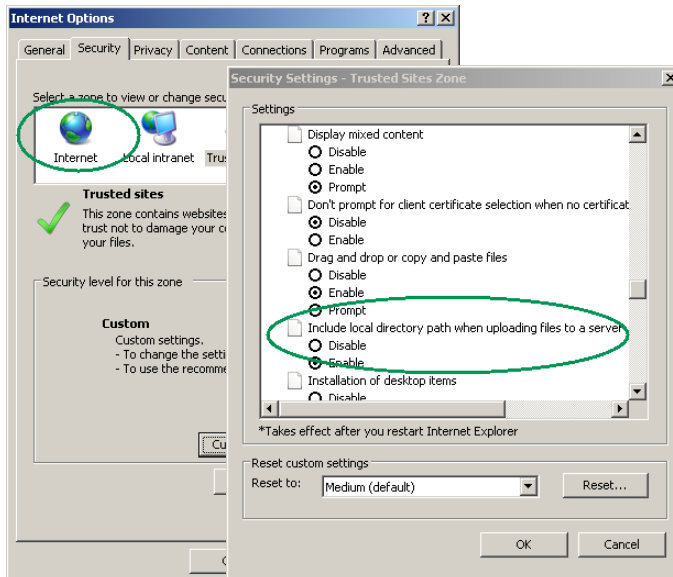 Internet Options
General Security Privacy Content Connections Programs Advanced
Select a zone to view or change secu
Internet Local intranet Trus
Trusted sites
This zone contains websites
trust not to damage your co
your files.
Security level for this zone
Custom
Custom settings.
- To change the setti
- To use the recomme
Cu
Security Settings - Trusted Sites Zone
Settings
Display mixed content
Disable
Enable
Prompt
Don't prompt for client certificate selection when no certificat
Disable
Enable
Drag and drop or copy and paste files
Disable
Enable
Prompt
Include local directory path when uploading files to a server
Disable
Enable
Installation of desktop items
Disable
*Takes effect after you restart Internet Explorer
Reset custom settings
Reset to: Medium (default) Reset...
OK Cancel